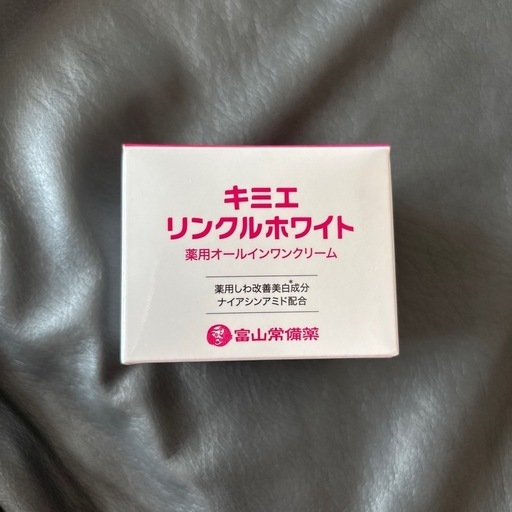 キミエ
リンクルホワイト
薬用オールインワンクリーム
薬用しわ改善美白*成分
ナイアシンアミド配合
富山常備薬